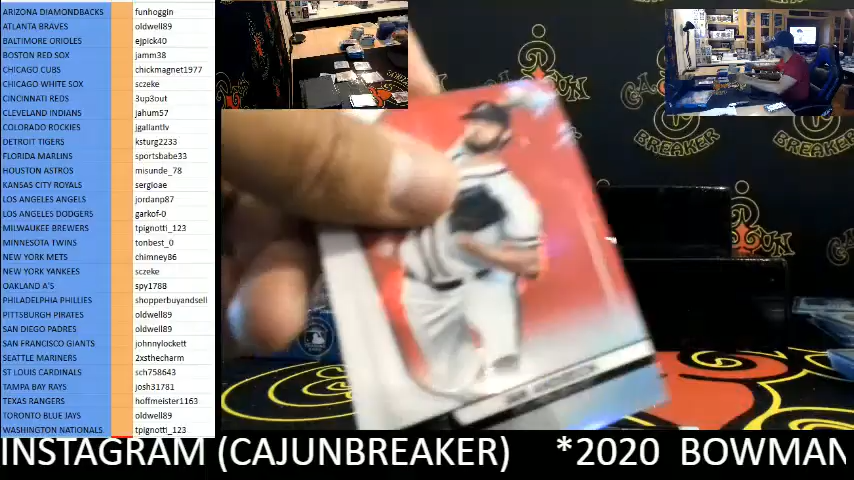 ARIZONA DIAMONDBACKS funhoggin
ATLANTA BRAVES oldwell89
BALTIMORE ORIOLES ejpick40
BOSTON RED SOX jamm38
CHICAGO CUBS chickmagnet1977
CHICAGO WHITE SOX sczeke
CINCINNATI REDS 3up3out
CLEVELAND INDIANS jahum57
COLORADO ROCKIES jgallantlv
DETROIT TIGERS ksturg2233
FLORIDA MARLINS sportsbabe33
HOUSTON ASTROS misunde_78
KANSAS CITY ROYALS sergioae
LOS ANGELES ANGELS jordanp87
LOS ANGELES DODGERS garkof-0
MILWAUKEE BREWERS tpignotti_123
MINNESOTA TWINS tonbest_0
NEW YORK METS chimney86
NEW YORK YANKEES sczeke
OAKLAND A'S spy1788
PHILADELPHIA PHILLIES shopperbuyandsell
PITTSBURGH PIRATES oldwell89
SAN DIEGO PADRES oldwell89
SAN FRANCISCO GIANTS johnnylockett
SEATTLE MARINERS 2xsthecharm
ST LOUIS CARDINALS sch758643
TAMPA BAY RAYS josh31781
TEXAS RANGERS hoffmeister1163
TORONTO BLUE JAYS oldwell89
WASHINGTON NATIONALS tpignotti_123
BREAKER
BREAKER
INSTAGRAM (CAJUNBREAKER) *2020 BOWMAN